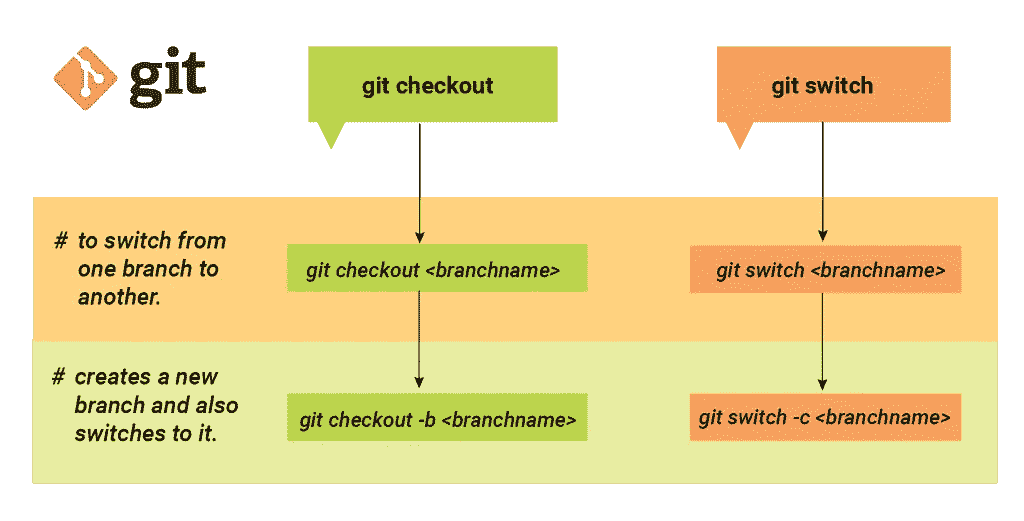 git
git checkout
git switch
# to switch from
one branch to
another.
git checkout <branchname>
git switch <branchname>
# creates a new
branch and also
switches to it.
git checkout -b <branchname>
git switch -c <branchname>